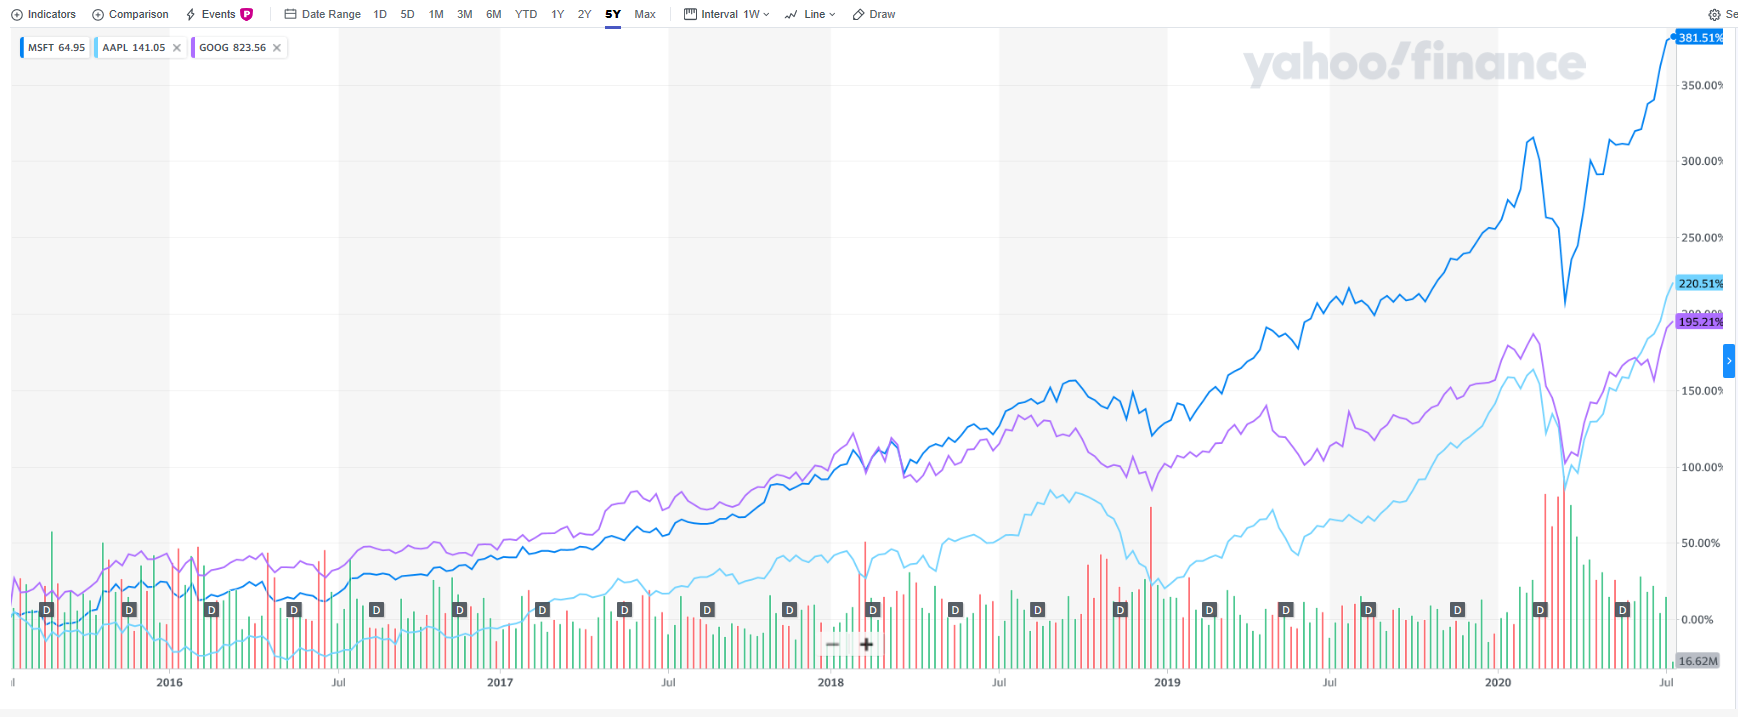 Indicators Comparison Events P Date Range 1D 5D 1M 3M 6M YTD 1Y 2Y 5Y Max Interval 1W Line Draw Se
MSFT 64.95 AAPL 141.05 GOOG 823.56
yahoo!finance
381.51%
350.00%
300.00%
250.00%
220.51%
200.00%
195.21%
150.00%
100.00%
50.00%
D D D D D D D D D D D D D D D D D D D D
0.00%
16.62M
2016 Jul 2017 Jul 2018 Jul 2019 Jul 2020 Jul